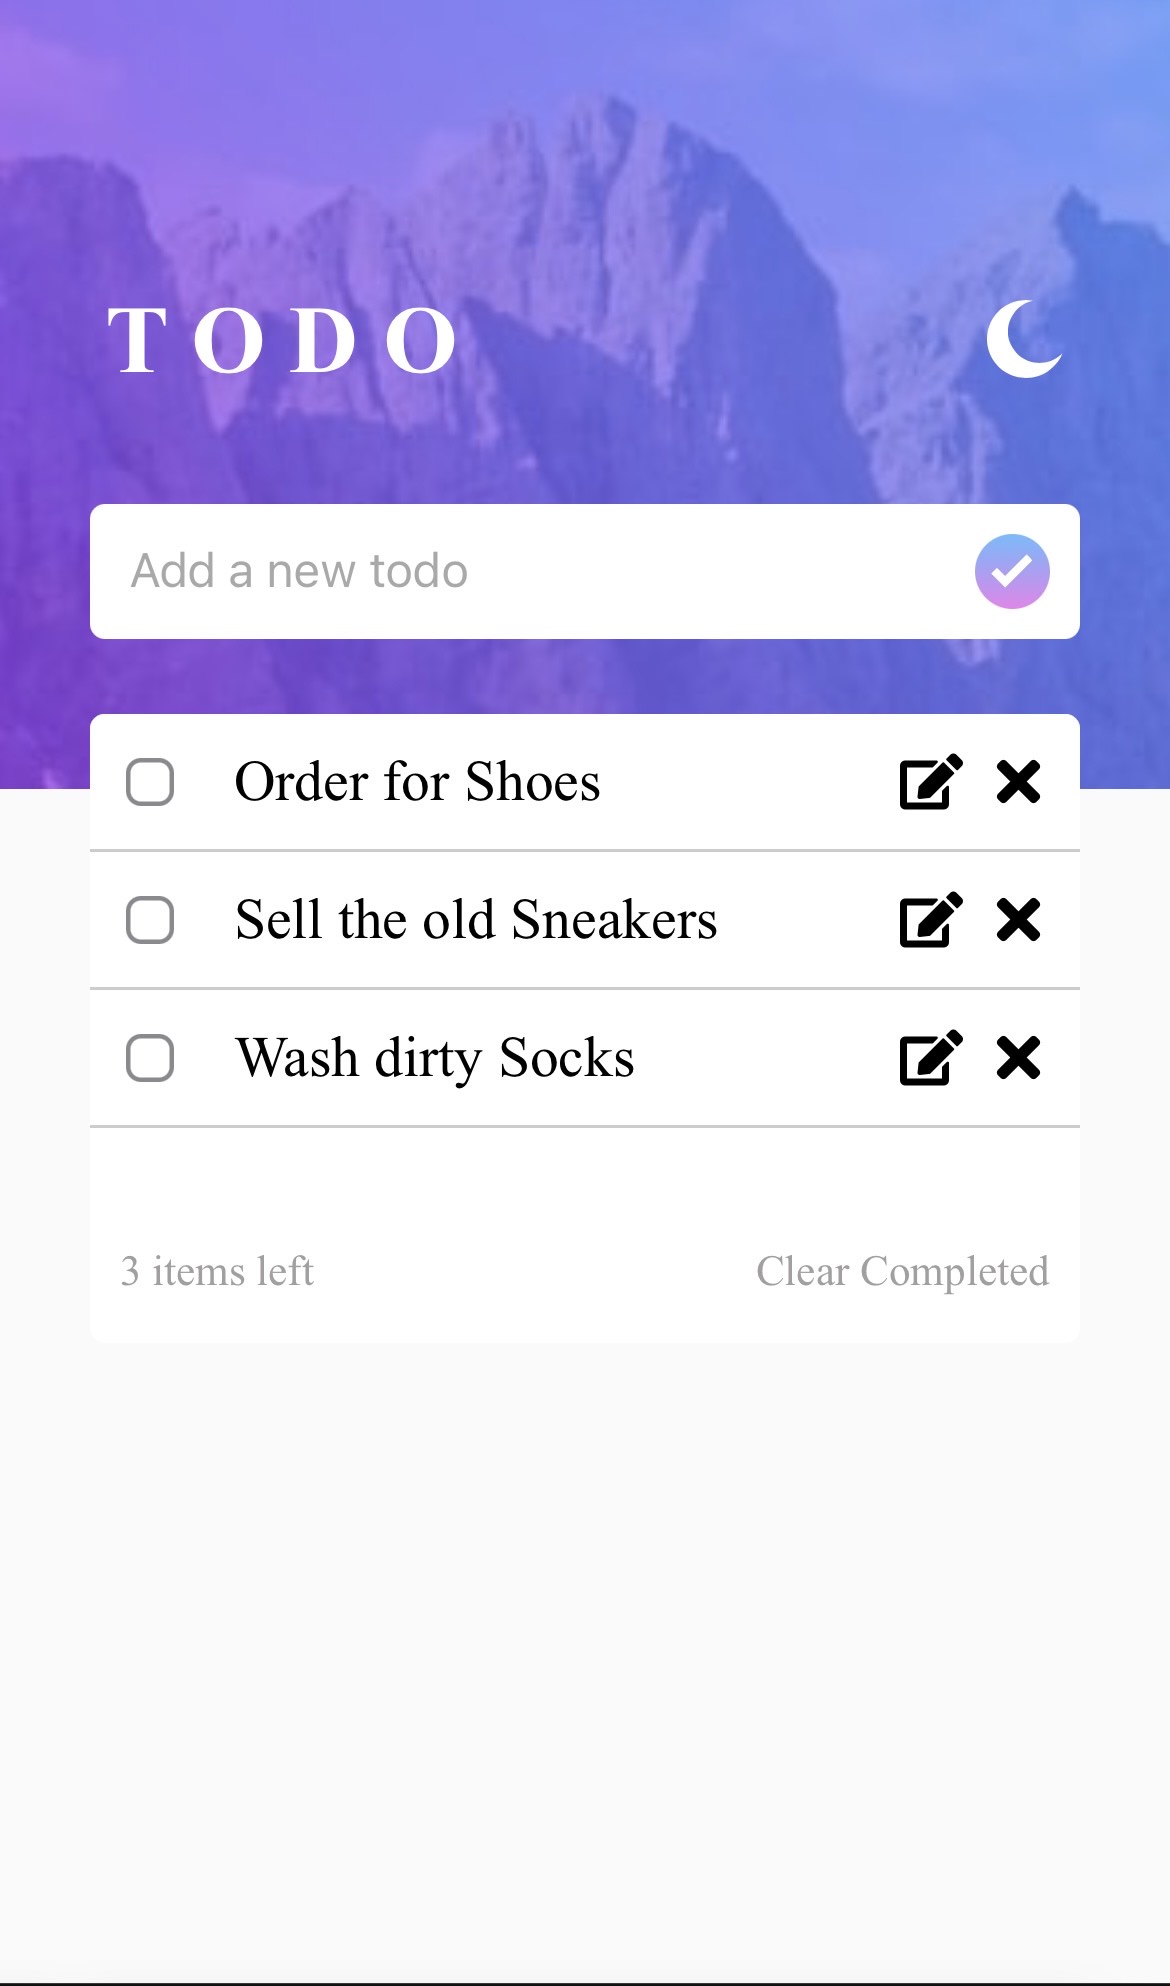 TODO
Add a new todo
Order for Shoes
Sell the old Sneakers
Wash dirty Socks
3 items left
Clear Completed